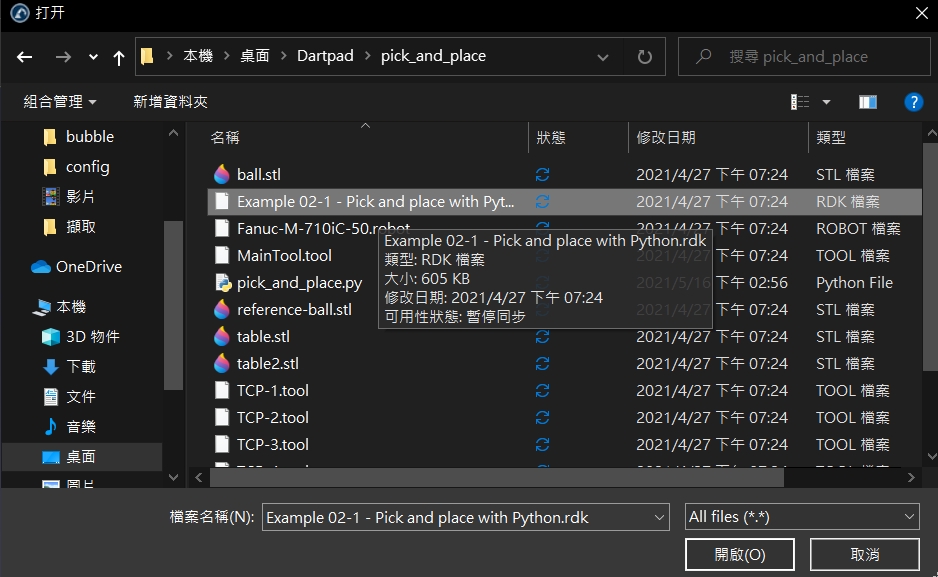 打开
本機 > 桌面 > Dartpad > pick_and_place
搜尋 pick_and_place
組合管理 新增資料夾
bubble
config
影片
擷取
OneDrive
本機
3D 物件
下載
文件
音樂
桌面
圖片
名稱 狀態 修改日期 類型
ball.stl 2021/4/27 下午 07:24 STL 檔案
Example 02-1 - Pick and place with Pyt... 2021/4/27 下午 07:24 RDK 檔案
Fanuc-M-710iC-50.robot 2021/4/27 下午 07:24 ROBOT 檔案
MainTool.tool 2021/4/27 下午 07:24 TOOL 檔案
pick_and_place.py 2021/5/16 下午 02:56 Python File
reference-ball.stl 2021/4/27 下午 07:24 STL 檔案
table.stl 2021/4/27 下午 07:24 STL 檔案
table2.stl 2021/4/27 下午 07:24 STL 檔案
TCP-1.tool 2021/4/27 下午 07:24 TOOL 檔案
TCP-2.tool 2021/4/27 下午 07:24 TOOL 檔案
TCP-3.tool 2021/4/27 下午 07:24 TOOL 檔案
Example 02-1 - Pick and place with Python.rdk
類型: RDK 檔案
大小: 605 KB
修改日期: 2021/4/27 下午 07:24
可用性狀態: 暫停同步
檔案名稱(N): Example 02-1 - Pick and place with Python.rdk All files (*.*)
開啟(O) 取消